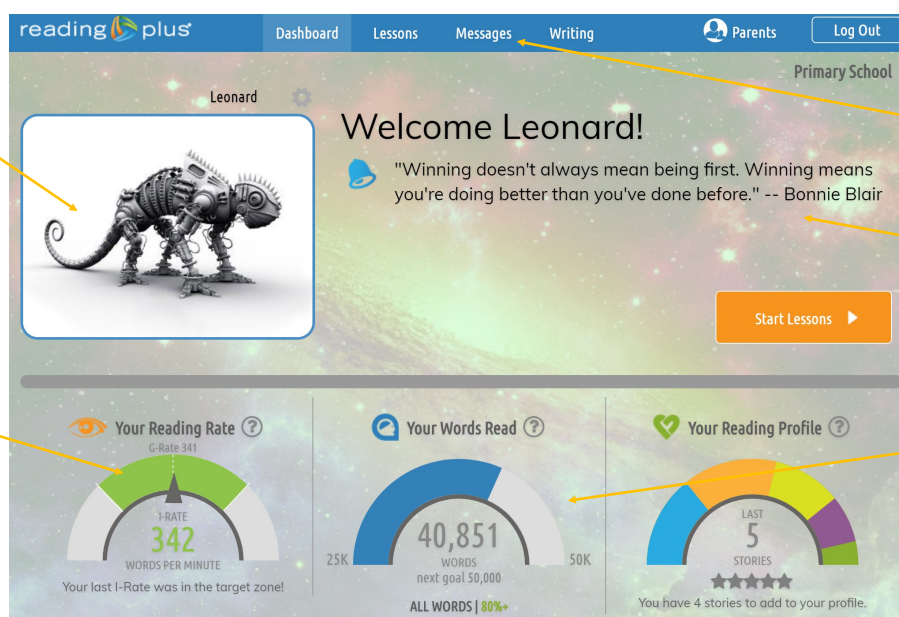 reading plus
Dashboard Lessons Messages Writing Parents Log Out
Primary School
Leonard
Welcome Leonard!
"Winning doesn't always mean being first. Winning means
you're doing better than you've done before." -- Bonnie Blair
Start Lessons
Your Reading Rate ?
G-Rate 341
I-RATE
342
WORDS PER MINUTE
Your last I-Rate was in the target zone!
Your Words Read ?
25K
40,851
WORDS
next goal 50,000
50K
ALL WORDS | 80%+
Your Reading Profile ?
LAST
5
STORIES
You have 4 stories to add to your profile.